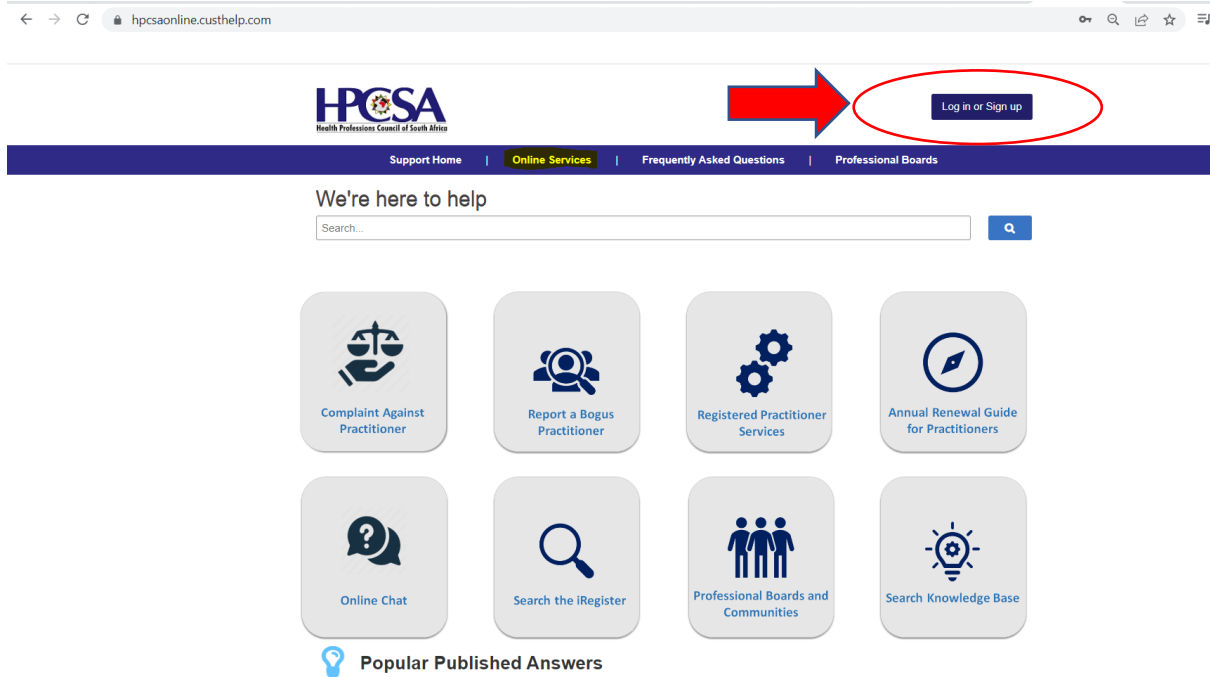 hpcsaonline.custhelp.com
HPCSA
Health Professions Council of South Africa
Log in or Sign up
Support Home | Online Services | Frequently Asked Questions | Professional Boards
We're here to help
Search...
Complaint Against
Practitioner
Report a Bogus
Practitioner
Registered Practitioner
Services
Annual Renewal Guide
for Practitioners
Online Chat
Search the iRegister
Professional Boards and
Communities
Search Knowledge Base
Popular Published Answers